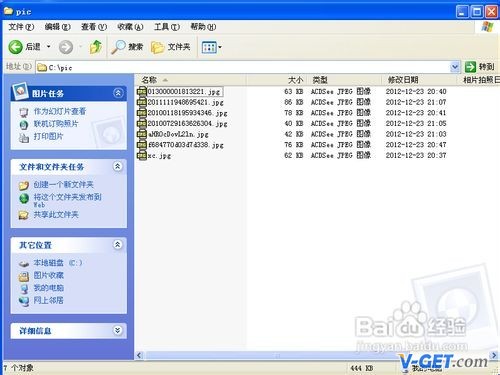 pic
文件(F) 编辑(E) 查看(V) 收藏(A) 工具(T) 帮助(H)
后退 搜索 文件夹
地址(D) C:\pic 转到
名称 大小 类型 修改日期 相片拍照日
013000001813221.jpg 63 KB ACDSee JPEG 图像 2012-12-23 20:40
2011111948695421.jpg 86 KB ACDSee JPEG 图像 2012-12-23 21:07
20100118195934346.jpg 78 KB ACDSee JPEG 图像 2012-12-23 20:41
20100729163626304.jpg 40 KB ACDSee JPEG 图像 2012-12-23 21:05
42 KB ACDSee JPEG 图像 2012-12-23 21:03
f684770d03d7d338.jpg 76 KB ACDSee JPEG 图像 2012-12-23 20:47
xc.jpg 62 KB ACDSee JPEG 图像 2012-12-23 20:37
图片任务
作为幻灯片查看
联机订购照片
打印图片
文件和文件夹任务
创建一个新文件夹
将这个文件夹发布到
Web
共享此文件夹
其它位置
本地磁盘 (C:)
图片收藏
我的电脑
网上邻居
详细信息
7 个对象 444 KB 我的电脑
Baidu 经验
jingyan.baidu.com
V-GET.com